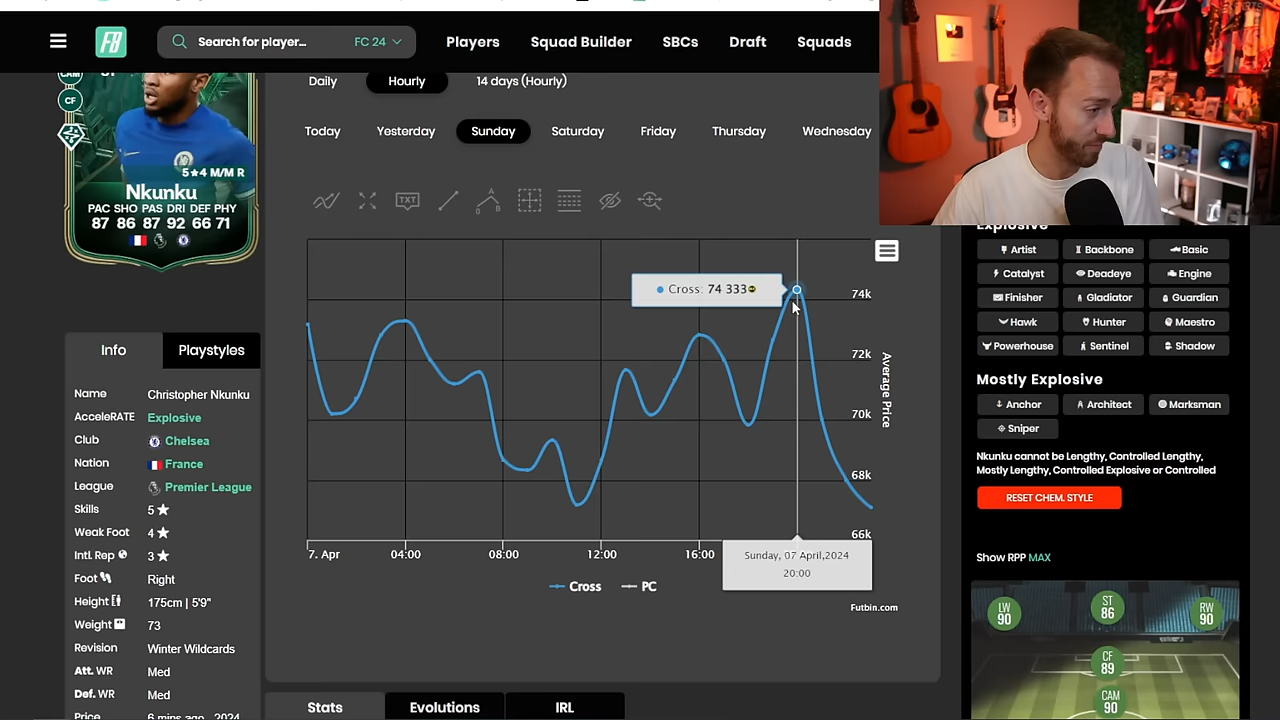 FB
Search for player...
FC 24
Players
Squad Builder
SBCs
Draft
Squads
CAM
CF
5★4 M/M R
Nkunku
PAC SHO PAS DRI DEF PHY
87 86 87 92 66 71
Daily
Hourly
14 days (Hourly)
Today
Yesterday
Sunday
Saturday
Friday
Thursday
Wednesday
TXT
Cross: 74 333
74k
72k
70k
68k
66k
Average Price
7. Apr
04:00
08:00
12:00
16:00
Sunday, 07 April,2024
20:00
Cross
PC
Futbin.com
Info
Playstyles
Name Christopher Nkunku
AcceleRATE Explosive
Club Chelsea
Nation France
League Premier League
Skills 5★
Weak Foot 4★
Intl.Rep 3★
Foot Right
Height 175cm | 5'9"
Weight 73
Revision Winter Wildcards
Att. WR Med
Def. WR Med
Price 6 mins ago, 2024
Stats
Evolutions
IRL
Explosive
Artist
Backbone
Basic
Catalyst
Deadeye
Engine
Finisher
Gladiator
Guardian
Hawk
Hunter
Maestro
Powerhouse
Sentinel
Shadow
Mostly Explosive
Anchor
Architect
Marksman
Sniper
Nkunku cannot be Lengthy, Controlled Lengthy,
Mostly Lengthy, Controlled Explosive or Controlled
RESET CHEM. STYLE
Show RPP MAX
LW
90
ST
86
RW
90
CF
89
CAM
90